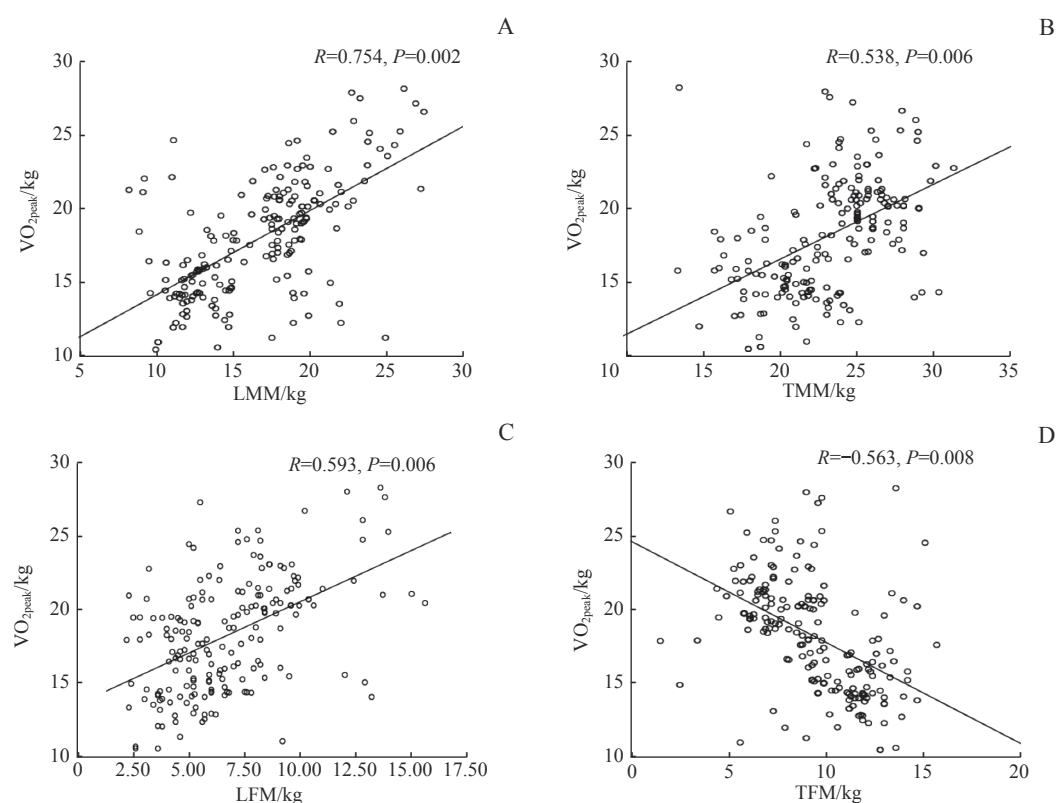 A
R=0.754, P=0.002
30
25
20
15
10
VO2peak/kg
5
10
15
20
25
30
LMM/kg
B
R=0.538, P=0.006
30
25
20
15
10
VO2peak/kg
10
15
20
25
30
35
TMM/kg
C
R=0.593, P=0.006
30
25
20
15
10
VO2peak/kg
0
2.50
5.00
7.50
10.00
12.50
15.00
17.50
LFM/kg
D
R=−0.563, P=0.008
30
25
20
15
10
VO2peak/kg
0
5
10
15
20
TFM/kg